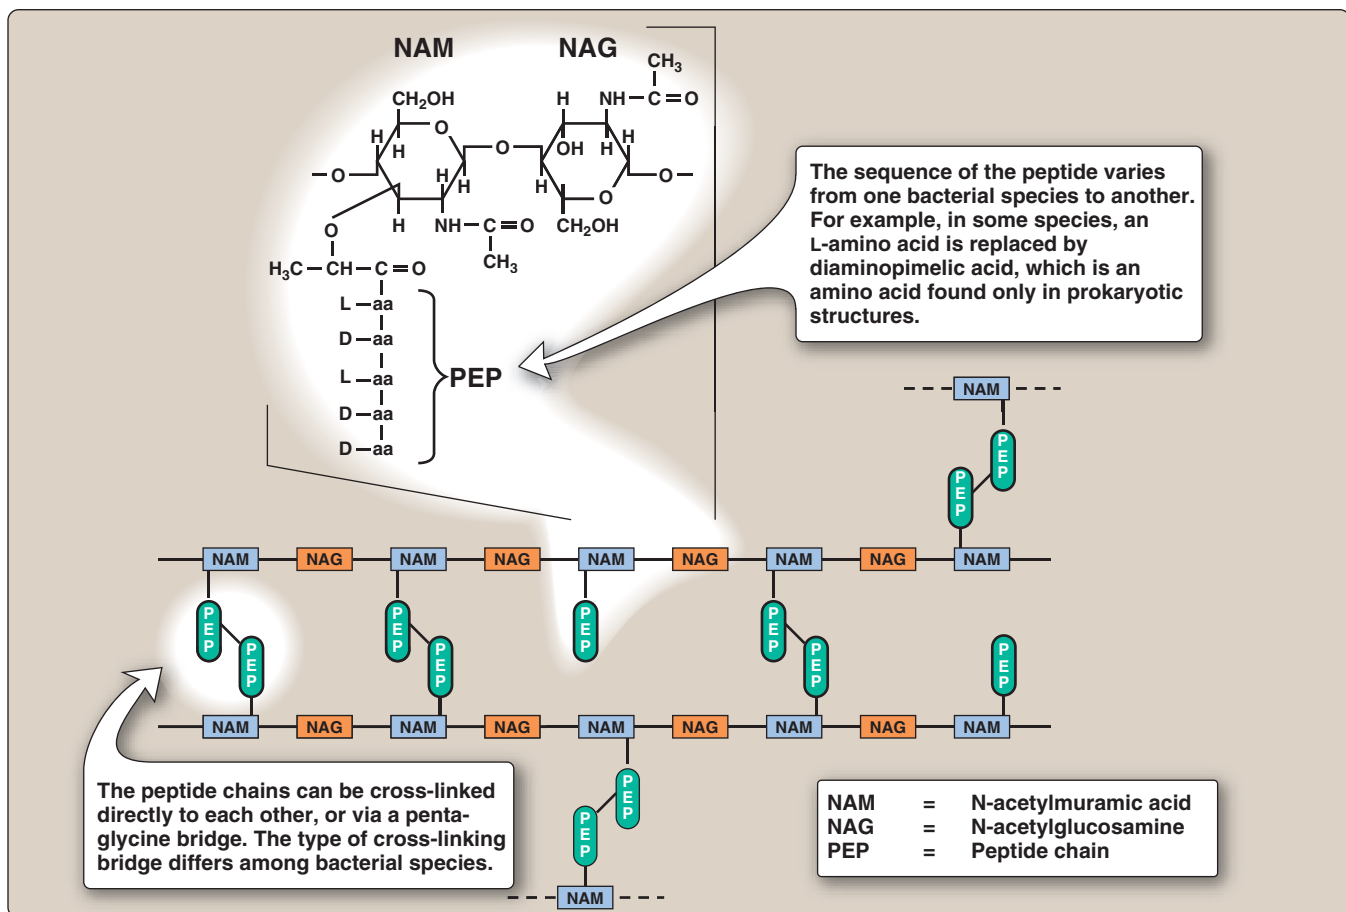 NAM NAG
CH3
CH2OH H NH C=O
O H
H O OH H H
H H
O H H H O O
H NH C=O CH2OH
O
CH3
H3C CH C=O
L aa
D aa
L aa
D aa
D aa
PEP
The sequence of the peptide varies
from one bacterial species to another.
For example, in some species, an
L-amino acid is replaced by
diaminopimelic acid, which is an
amino acid found only in prokaryotic
structures.
NAM
PEP
PEP
NAM NAG NAM NAG NAM NAG NAM NAG NAM
PEP PEP PEP PEP PEP
PEP PEP PEP
NAM NAG NAM NAG NAM NAG NAM NAG NAM
PEP
PEP
NAM
The peptide chains can be cross-linked
directly to each other, or via a penta-
glycine bridge. The type of cross-linking
bridge differs among bacterial species.
NAM = N-acetylmuramic acid
NAG = N-acetylglucosamine
PEP = Peptide chain